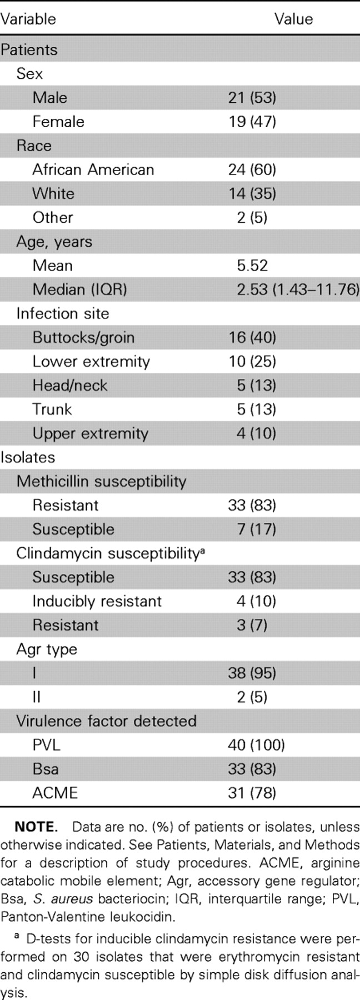 Variable Value
Patients
Sex
Male 21 (53)
Female 19 (47)
Race
African American 24 (60)
White 14 (35)
Other 2 (5)
Age, years
Mean 5.52
Median (IQR) 2.53 (1.43–11.76)
Infection site
Buttocks/groin 16 (40)
Lower extremity 10 (25)
Head/neck 5 (13)
Trunk 5 (13)
Upper extremity 4 (10)
Isolates
Methicillin susceptibility
Resistant 33 (83)
Susceptible 7 (17)
Clindamycin susceptibilityᵃ
Susceptible 33 (83)
Inducibly resistant 4 (10)
Resistant 3 (7)
Agr type
I 38 (95)
II 2 (5)
Virulence factor detected
PVL 40 (100)
Bsa 33 (83)
ACME 31 (78)
NOTE. Data are no. (%) of patients or isolates, unless
otherwise indicated. See Patients, Materials, and Methods
for a description of study procedures. ACME, arginine
catabolic mobile element; Agr, accessory gene regulator;
Bsa, S. aureus bacteriocin; IQR, interquartile range; PVL,
Panton-Valentine leukocidin.
ᵃ D-tests for inducible clindamycin resistance were per-
formed on 30 isolates that were erythromycin resistant
and clindamycin susceptible by simple disk diffusion anal-
ysis.